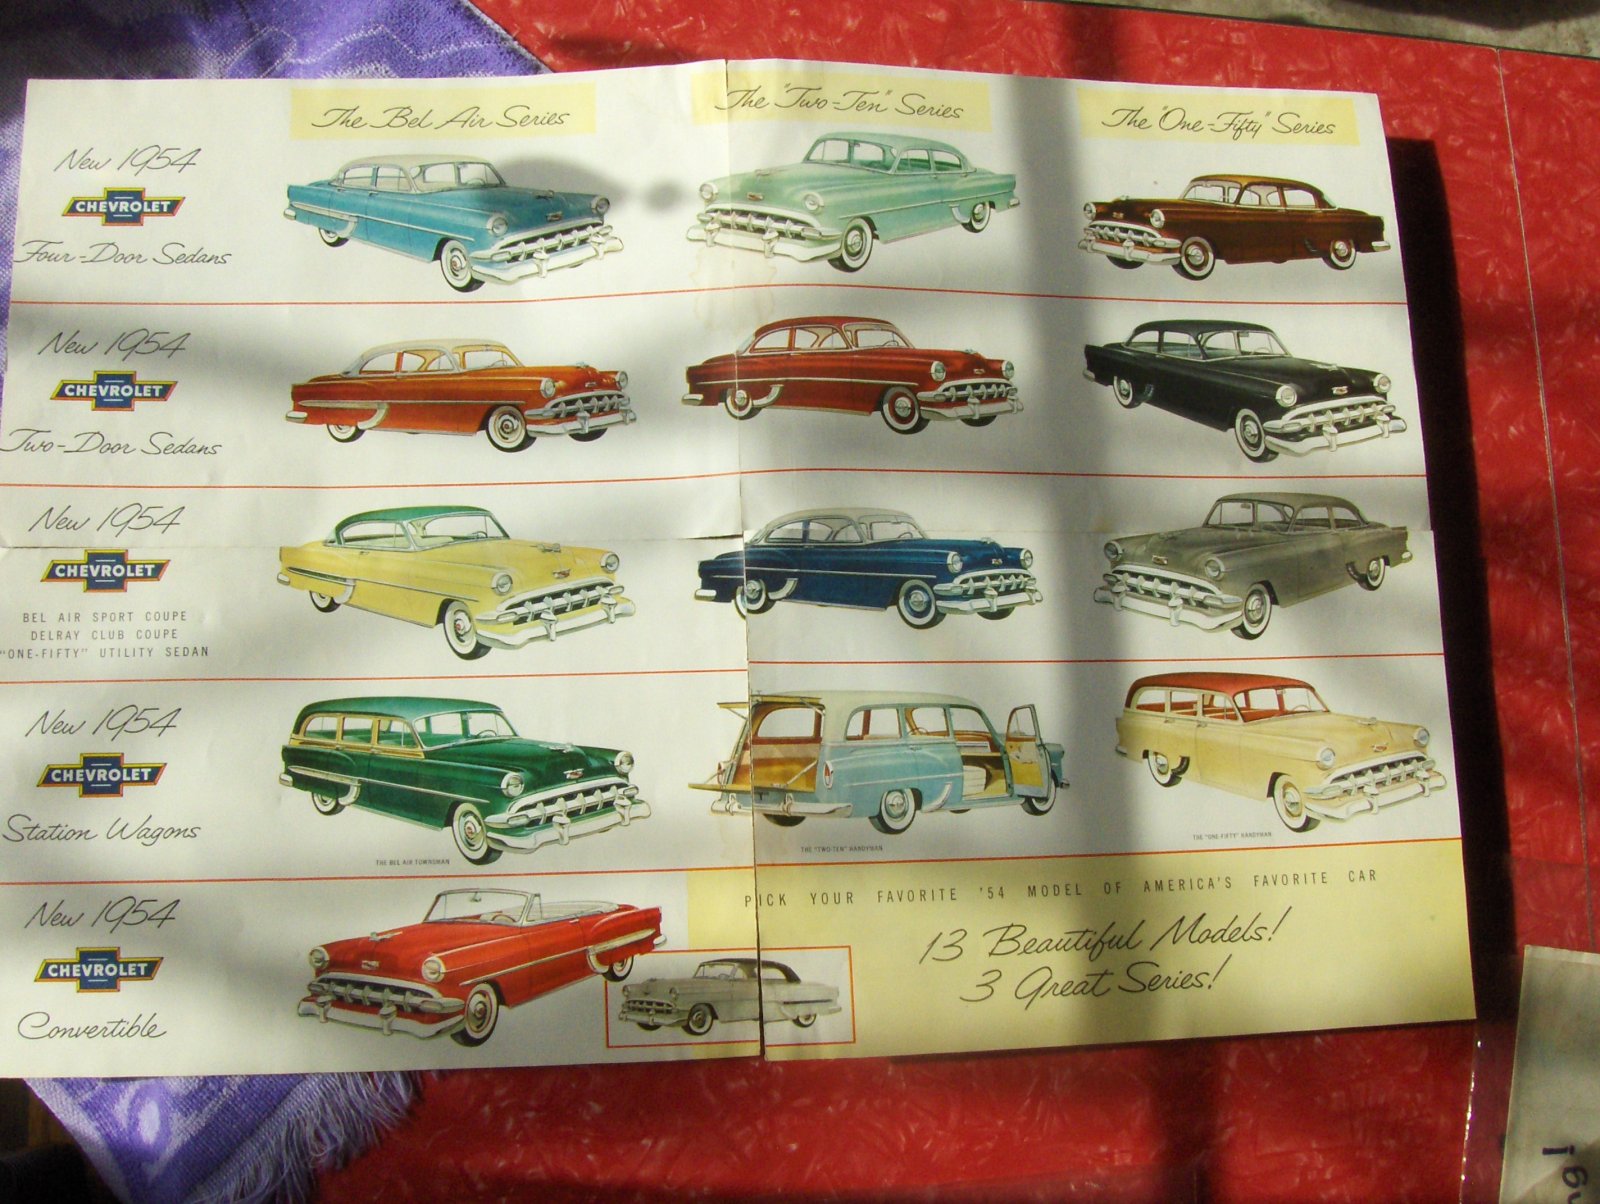 The Bel Air Series
The "Two-Ten" Series
The "One-Fifty" Series
New 1954
CHEVROLET
Four-Door Sedans
New 1954
CHEVROLET
Two-Door Sedans
New 1954
CHEVROLET
BEL AIR SPORT COUPE
DELRAY CLUB COUPE
"ONE-FIFTY" UTILITY SEDAN
New 1954
CHEVROLET
Station Wagons
THE BEL AIR TOWNSMAN
THE "TWO-TEN" HANDYMAN
THE "ONE-FIFTY" HANDYMAN
New 1954
CHEVROLET
Convertible
PICK YOUR FAVORITE '54 MODEL OF AMERICA'S FAVORITE CAR
13 Beautiful Models!
3 Great Series!